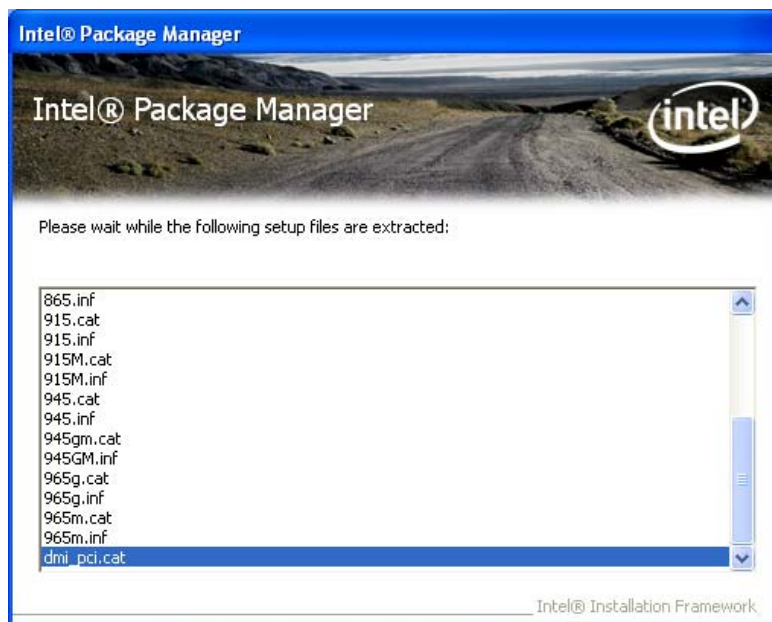 Intel® Package Manager
Intel® Package Manager
intel
Please wait while the following setup files are extracted:
865.inf
915.cat
915.inf
915M.cat
915M.inf
945.cat
945.inf
945gm.cat
945GM.inf
965g.cat
965g.inf
965m.cat
965m.inf
dmi_pci.cat
Intel® Installation Framework